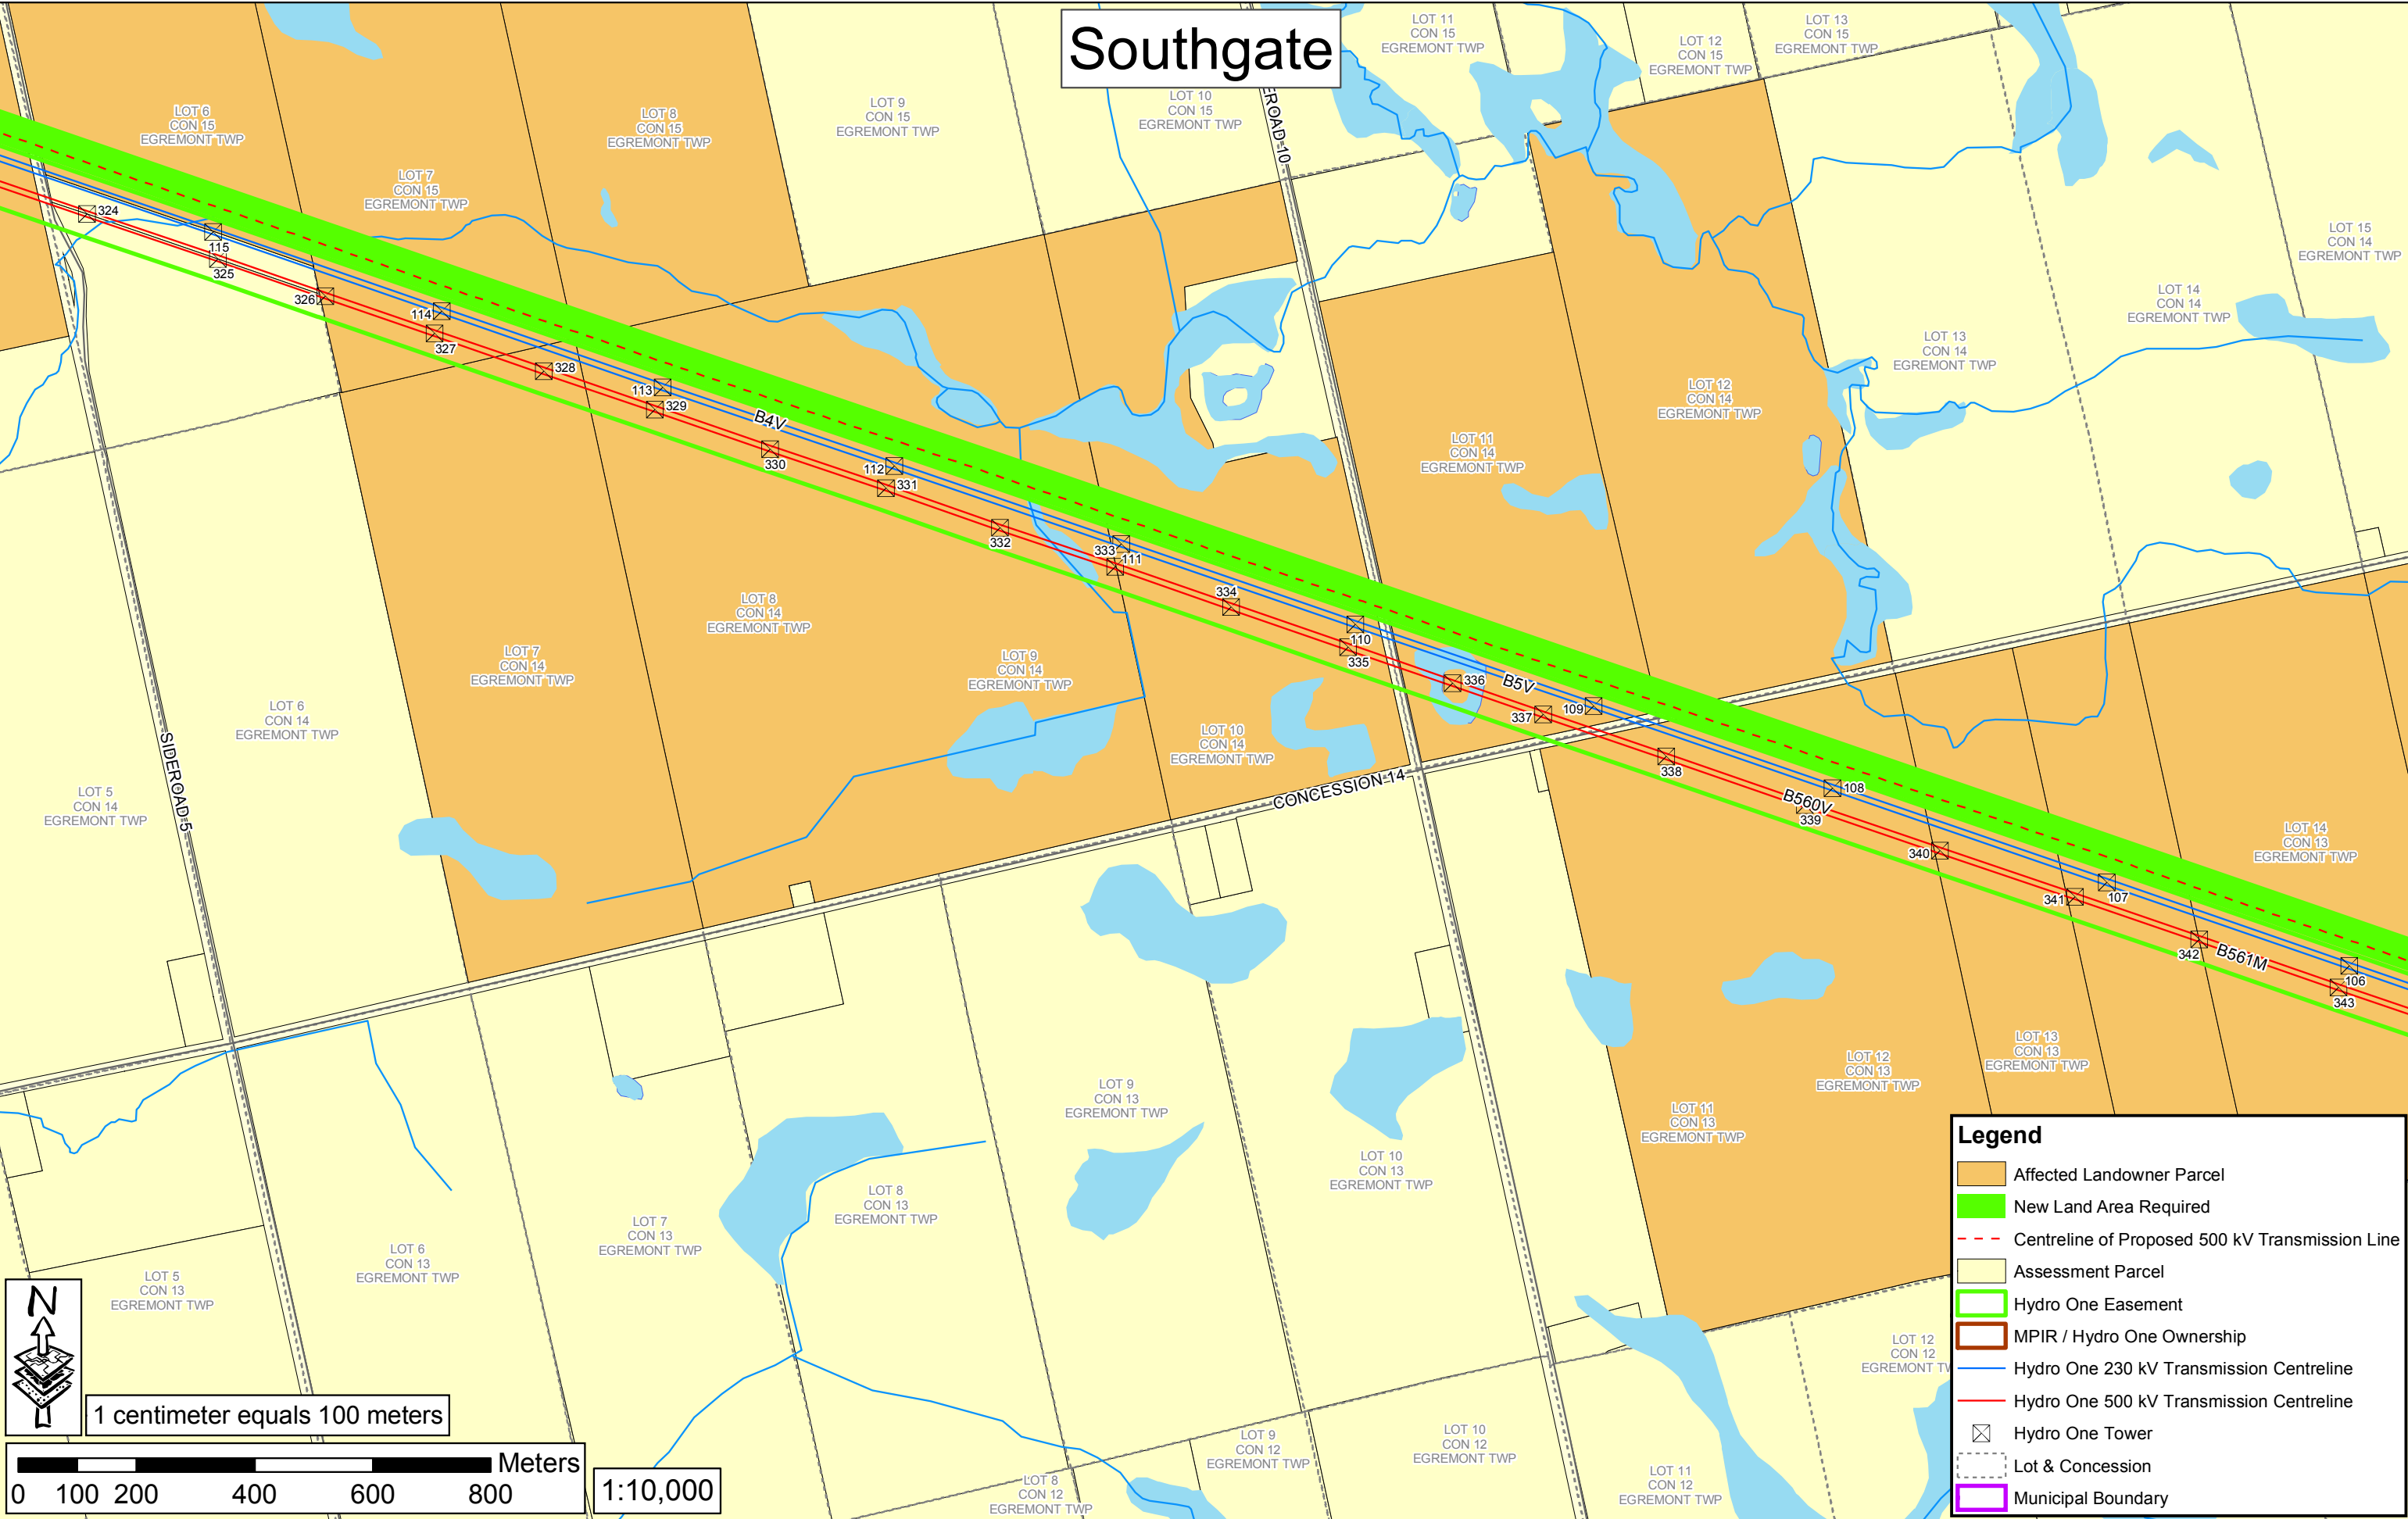 Southgate
LOT 11
CON 15
EGREMONT TWP
LOT 12
CON 15
EGREMONT TWP
LOT 13
CON 15
EGREMONT TWP
LOT 6
CON 15
EGREMONT TWP
LOT 7
CON 15
EGREMONT TWP
LOT 8
CON 15
EGREMONT TWP
LOT 9
CON 15
EGREMONT TWP
LOT 10
CON 15
EGREMONT TWP
EROAD 10
LOT 15
CON 14
EGREMONT TWP
LOT 14
CON 14
EGREMONT TWP
LOT 13
CON 14
EGREMONT TWP
LOT 12
CON 14
EGREMONT TWP
LOT 11
CON 14
EGREMONT TWP
324
115
325
326
114
327
328
113
329
B4V
330
112
331
332
333
111
334
110
335
336
B5V
337
109
338
108
B560V
339
340
341
107
342
B561M
106
343
LOT 8
CON 14
EGREMONT TWP
LOT 7
CON 14
EGREMONT TWP
LOT 9
CON 14
EGREMONT TWP
LOT 6
CON 14
EGREMONT TWP
LOT 10
CON 14
EGREMONT TWP
LOT 5
CON 14
EGREMONT TWP
SIDEROAD 5
CONCESSION 14
LOT 14
CON 13
EGREMONT TWP
LOT 13
CON 13
EGREMONT TWP
LOT 12
CON 13
EGREMONT TWP
LOT 11
CON 13
EGREMONT TWP
LOT 9
CON 13
EGREMONT TWP
LOT 10
CON 13
EGREMONT TWP
LOT 8
CON 13
EGREMONT TWP
LOT 7
CON 13
EGREMONT TWP
LOT 6
CON 13
EGREMONT TWP
LOT 5
CON 13
EGREMONT TWP
LOT 12
CON 12
EGREMONT TW
LOT 9
CON 12
EGREMONT TWP
LOT 10
CON 12
EGREMONT TWP
LOT 8
CON 12
EGREMONT TWP
LOT 11
CON 12
EGREMONT TWP
N
1 centimeter equals 100 meters
Meters
0 100 200 400 600 800
1:10,000
Legend
Affected Landowner Parcel
New Land Area Required
Centreline of Proposed 500 kV Transmission Line
Assessment Parcel
Hydro One Easement
MPIR / Hydro One Ownership
Hydro One 230 kV Transmission Centreline
Hydro One 500 kV Transmission Centreline
Hydro One Tower
Lot & Concession
Municipal Boundary